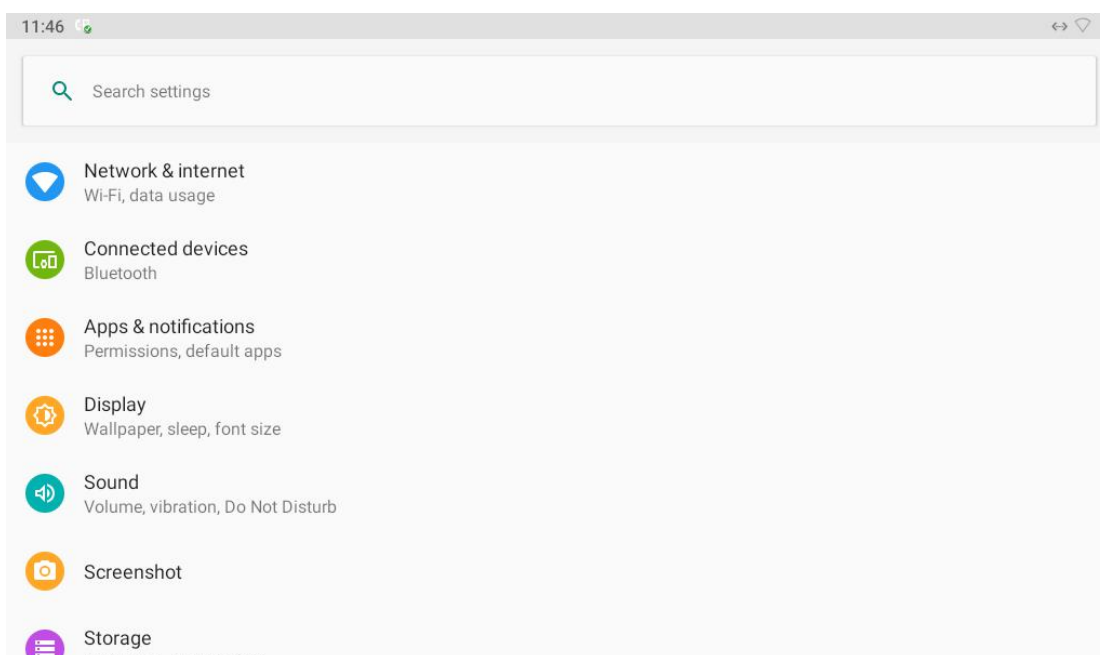 11:46
Search settings
Network & internet
Wi-Fi, data usage
Connected devices
Bluetooth
Apps & notifications
Permissions, default apps
Display
Wallpaper, sleep, font size
Sound
Volume, vibration, Do Not Disturb
Screenshot
Storage